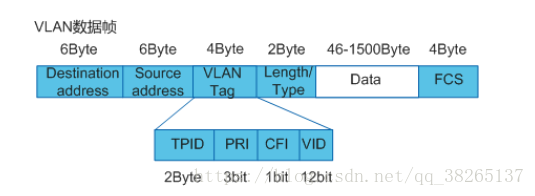 VLAN数据帧
6Byte 6Byte 4Byte 2Byte 46-1500Byte 4Byte
Destination address Source address VLAN Tag Length/Type Data FCS
TPID PRI CFI VID
2Byte 3bit 1bit 12bit
https://blog.csdn.net/qq_38265137